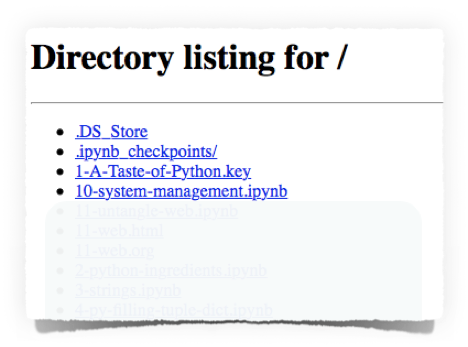 Directory listing for /
.DS_Store
.ipynb_checkpoints/
1-A-Taste-of-Python.key
10-system-management.ipynb
11-untangle-web.ipynb
11-web.html
11-web.org
2-python-ingredients.ipynb
3-strings.ipynb
4-py-filling-tuple-dict.ipynb